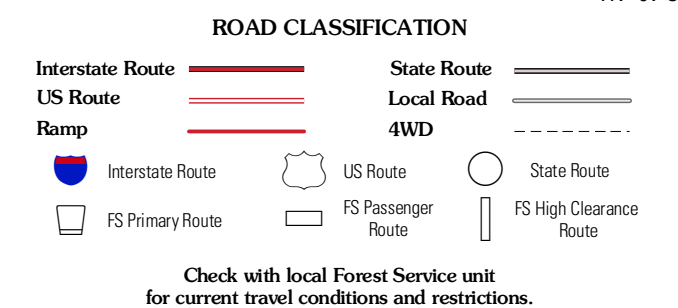 ROAD CLASSIFICATION
Interstate Route
State Route
US Route
Local Road
Ramp
4WD
Interstate Route
US Route
State Route
FS Primary Route
FS Passenger
Route
FS High Clearance
Route
Check with local Forest Service unit
for current travel conditions and restrictions.